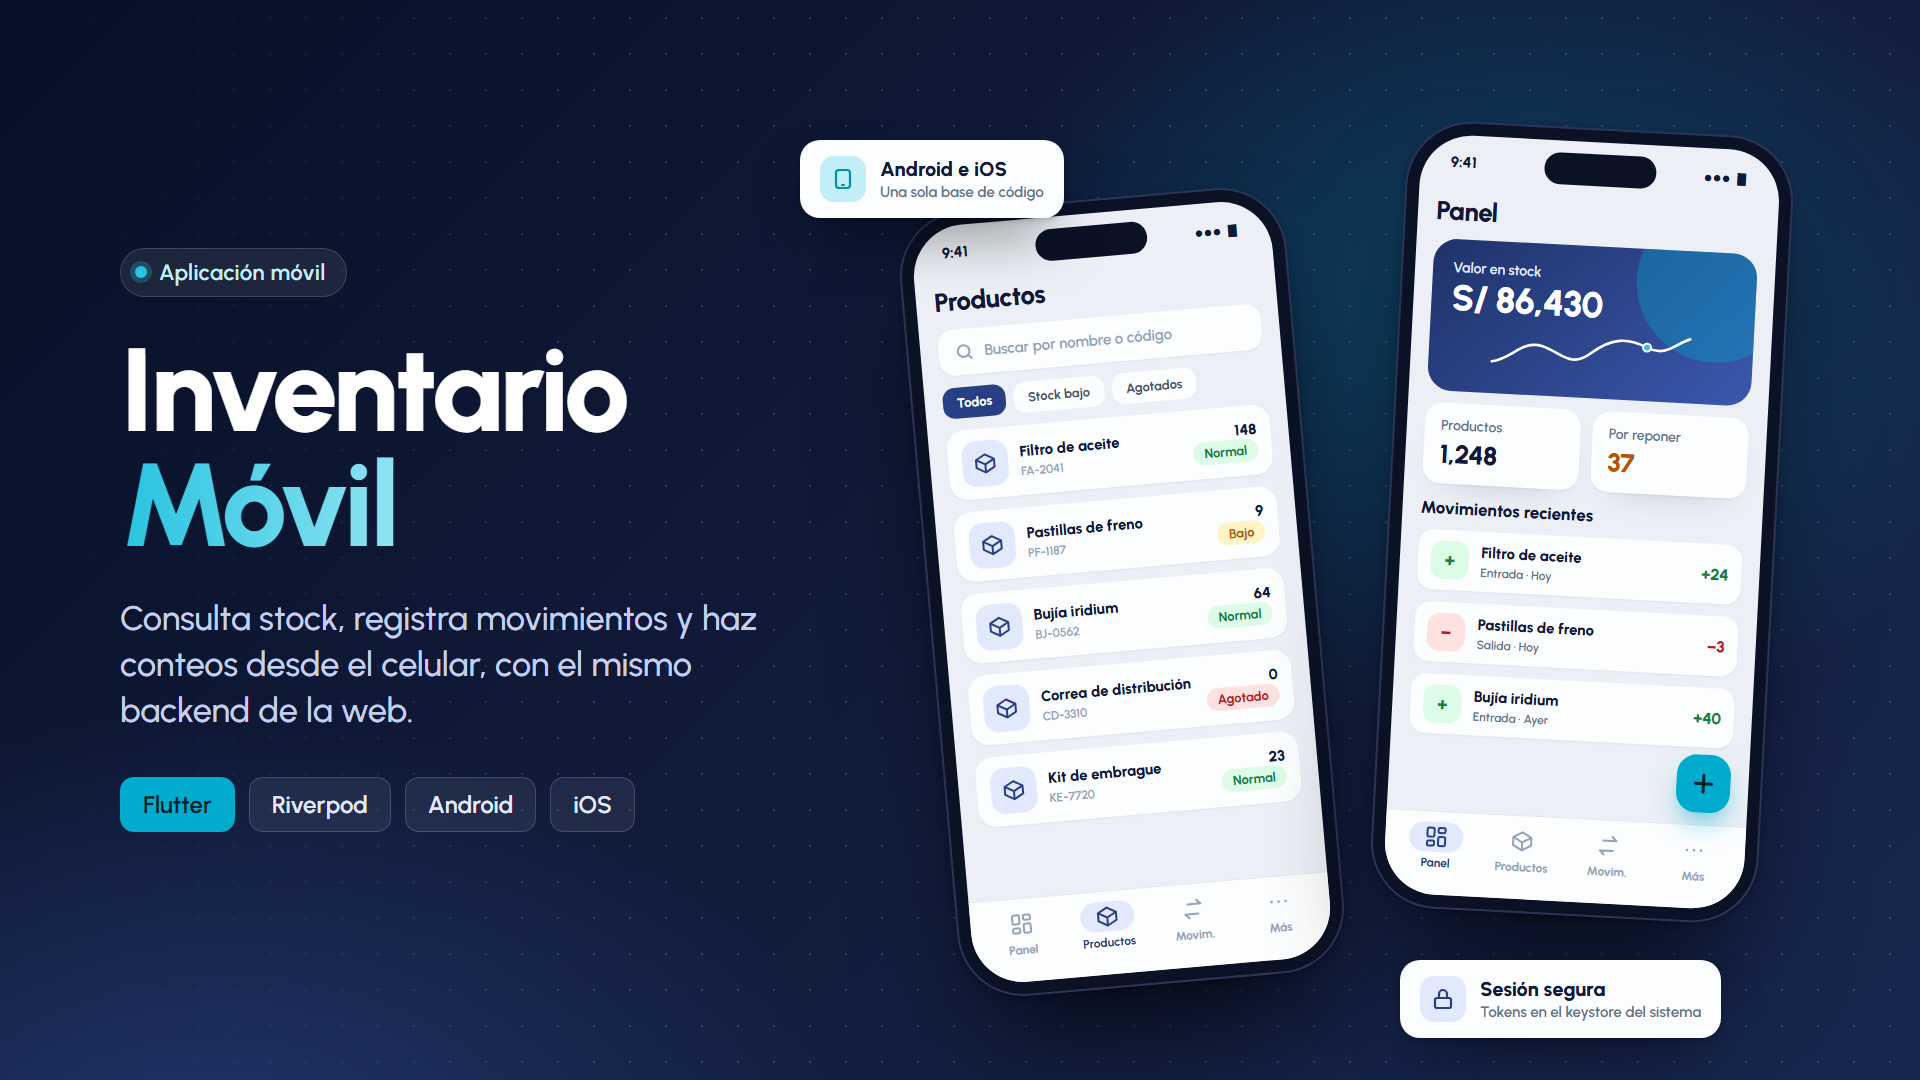 Aplicación móvil
Inventario
Móvil
Consulta stock, registra movimientos y haz
conteos desde el celular, con el mismo
backend de la web.
Flutter
Riverpod
Android
iOS
Android e iOS
Una sola base de código
9:41
Productos
Buscar por nombre o código
Todos
Stock bajo
Agotados
Filtro de aceite
FA-2041
148
Normal
Pastillas de freno
PF-1187
9
Bajo
Bujía iridium
BJ-0562
64
Normal
Correa de distribución
CD-3310
0
Agotado
Kit de embrague
KE-7720
23
Normal
Panel
Productos
Movim.
Más
9:41
Panel
Valor en stock
S/ 86,430
Productos
1,248
Por reponer
37
Movimientos recientes
Filtro de aceite
Entrada · Hoy
+24
Pastillas de freno
Salida · Hoy
−3
Bujía iridium
Entrada · Ayer
+40
Panel
Productos
Movim.
Más
Sesión segura
Tokens en el keystore del sistema